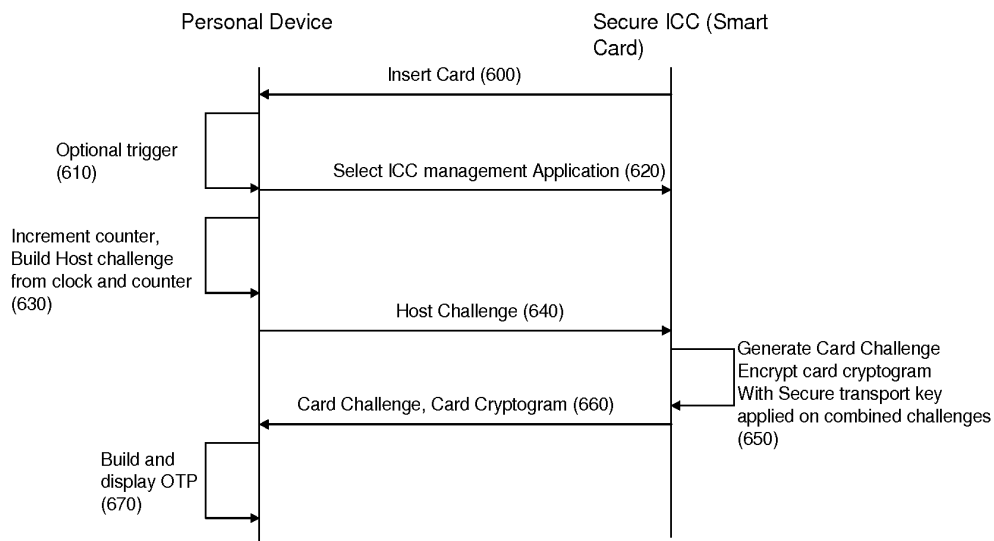 Personal Device
Secure ICC (Smart
Card)
Insert Card (600)
Optional trigger
(610)
Select ICC management Application (620)
Increment counter,
Build Host challenge
from clock and counter
(630)
Host Challenge (640)
Generate Card Challenge
Encrypt card cryptogram
With Secure transport key
applied on combined challenges
(650)
Card Challenge, Card Cryptogram (660)
Build and
display OTP
(670)